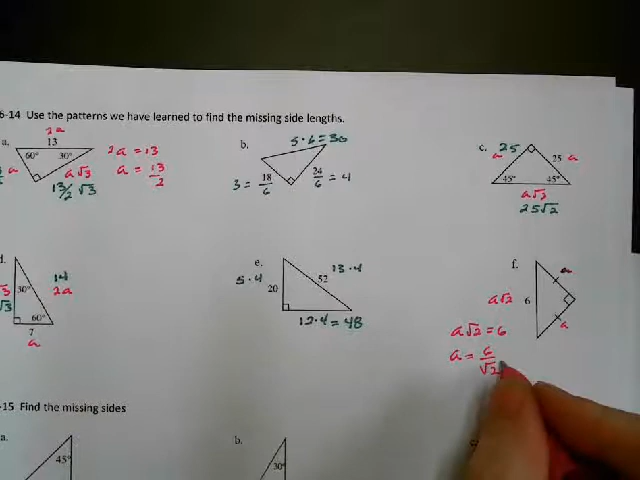 6-14 Use the patterns we have learned to find the missing side lengths.
a. 2a
13
60° 30°
a
a√3
13/2 √3
2a = 13
a = 13/2
b. 5·6=30
3 = 18/6
24/6 = 4
c. 25
a
25 a
45° 45°
25√2
d.
30°
14
2a
√3
60°
7
a
e.
5·4
20
52 13·4
12·4 = 48
f.
a
a√2 6
a
a√2 = 6
a = 6/√2
-15 Find the missing sides
a.
45°
b.
30°